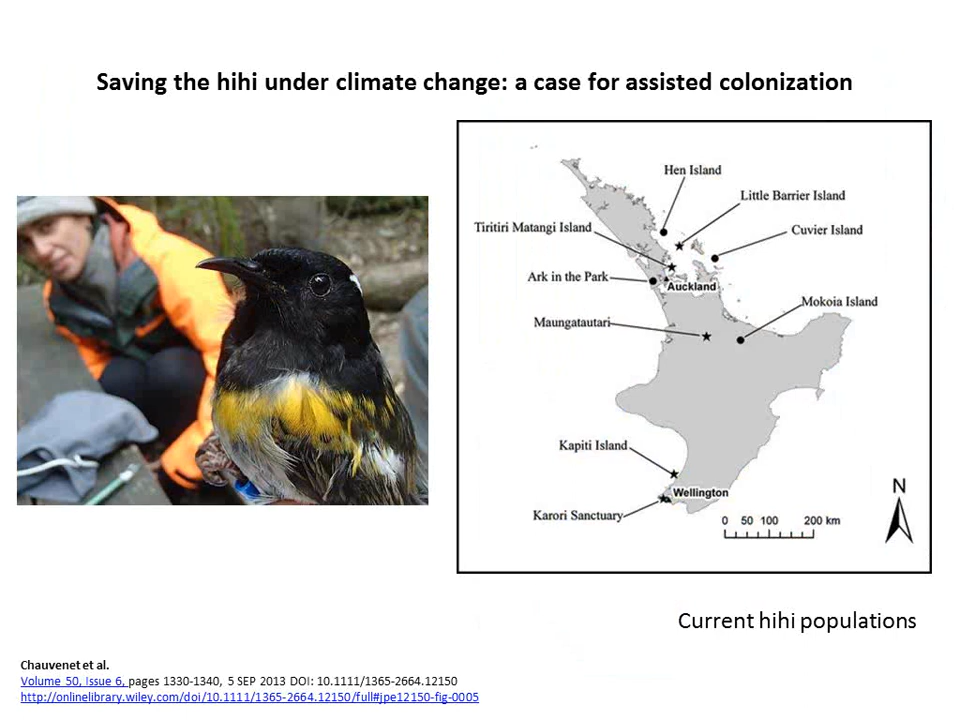 Saving the hihi under climate change: a case for assisted colonization
Hen Island
Little Barrier Island
Tiritiri Matangi Island
Cuvier Island
Ark in the Park
Auckland
Mokoia Island
Maungatautari
Kapiti Island
Wellington
Karori Sanctuary
N
0 50 100 200 km
Current hihi populations
Chauvenet et al.
Volume 50, Issue 6, pages 1330-1340, 5 SEP 2013 DOI: 10.1111/1365-2664.12150
http://onlinelibrary.wiley.com/doi/10.1111/1365-2664.12150/full#jpe12150-fig-0005